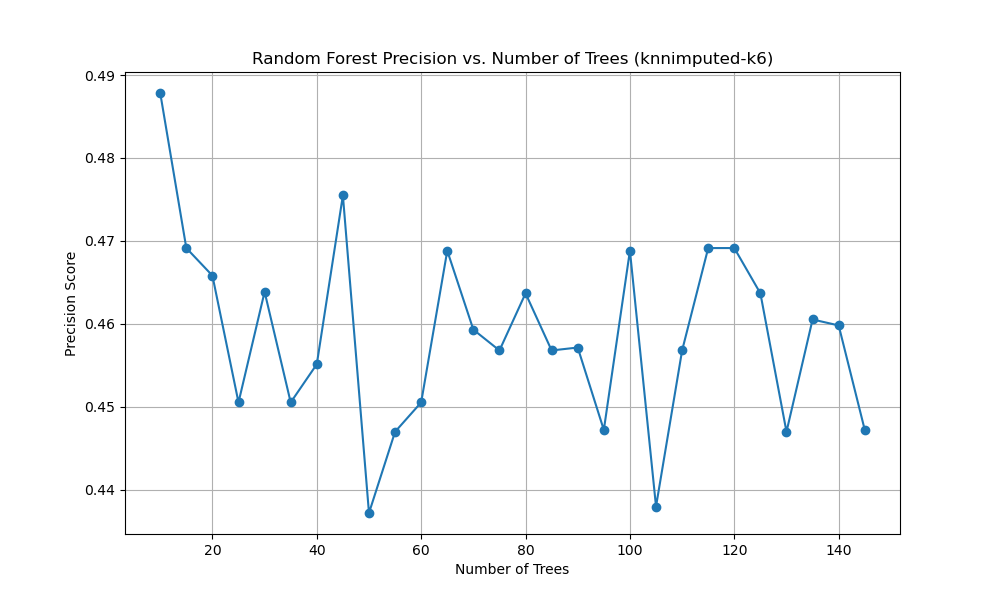 Random Forest Precision vs. Number of Trees (knnimputed-k6)
0.49
0.48
0.47
0.46
0.45
0.44
Precision Score
20 40 60 80 100 120 140
Number of Trees